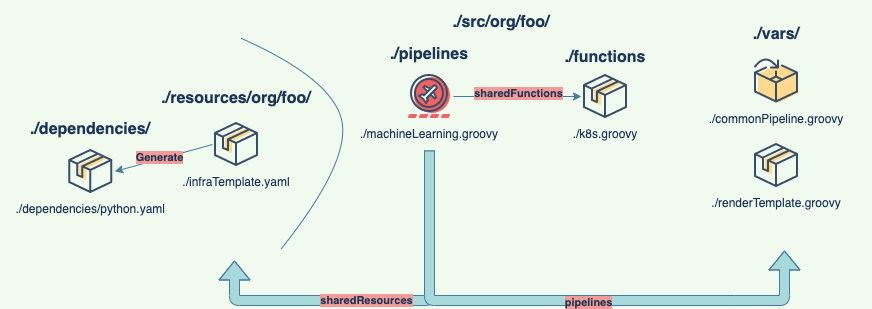 ./src/org/foo/
./vars/
./pipelines
./functions
./resources/org/foo/
sharedFunctions
./commonPipeline.groovy
./dependencies/
./machineLearning.groovy
./k8s.groovy
Generate
./infraTemplate.yaml
./renderTemplate.groovy
./dependencies/python.yaml
sharedResources
pipelines